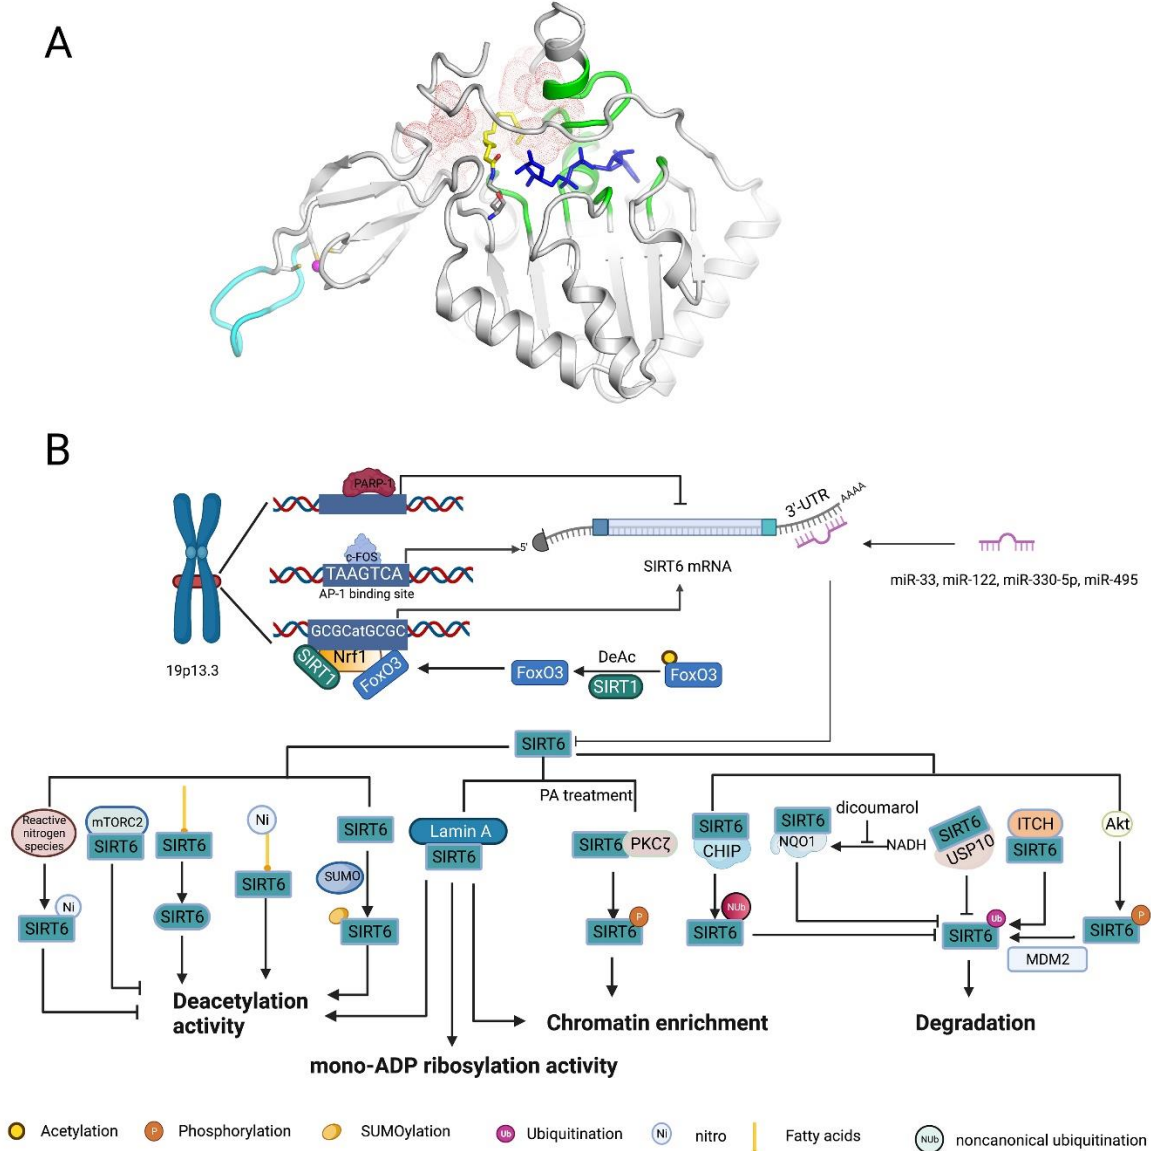 A
B
PARP-1
3'-UTR
AAAA
c-FOS
5'
TAAGTCA
AP-1 binding site
SIRT6 mRNA
miR-33, miR-122, miR-330-5p, miR-495
GCGCatGCGC
Nrf1
SIRT1
FoxO3
19p13.3
FoxO3
DeAc
SIRT1
FoxO3
SIRT6
PA treatment
Reactive
nitrogen
species
mTORC2
SIRT6
SIRT6
Ni
SIRT6
Lamin A
SIRT6
SIRT6
PKCζ
SIRT6
CHIP
SIRT6
NQO1
dicoumarol
NADH
SIRT6
USP10
ITCH
SIRT6
Akt
Ni
SIRT6
SIRT6
SIRT6
SUMO
SIRT6
P
SIRT6
NUb
SIRT6
Ub
SIRT6
P
SIRT6
MDM2
Deacetylation
activity
Chromatin enrichment
Degradation
mono-ADP ribosylation activity
Acetylation
P
Phosphorylation
SUMOylation
Ub
Ubiquitination
Ni
nitro
Fatty acids
NUb
noncanonical ubiquitination